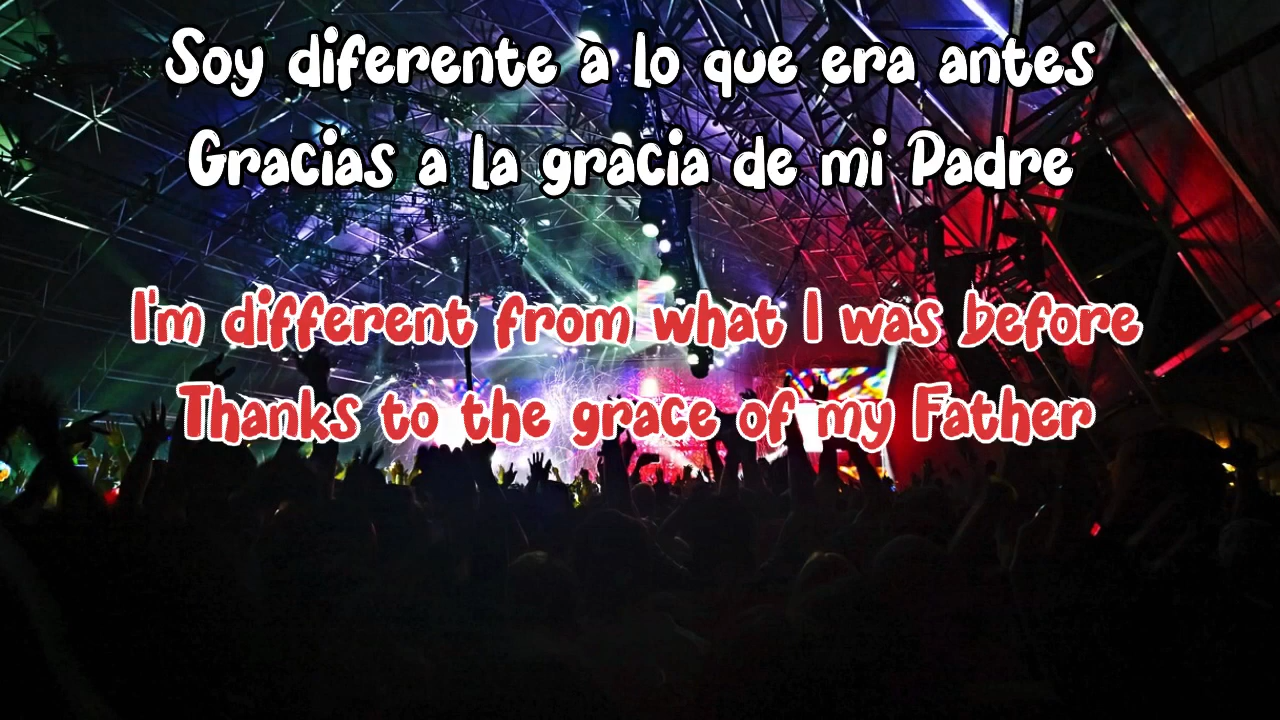 Soy diferente a lo que era antes
Gracias a la gracia de mi Padre
I'm different from what I was before
Thanks to the grace of my Father